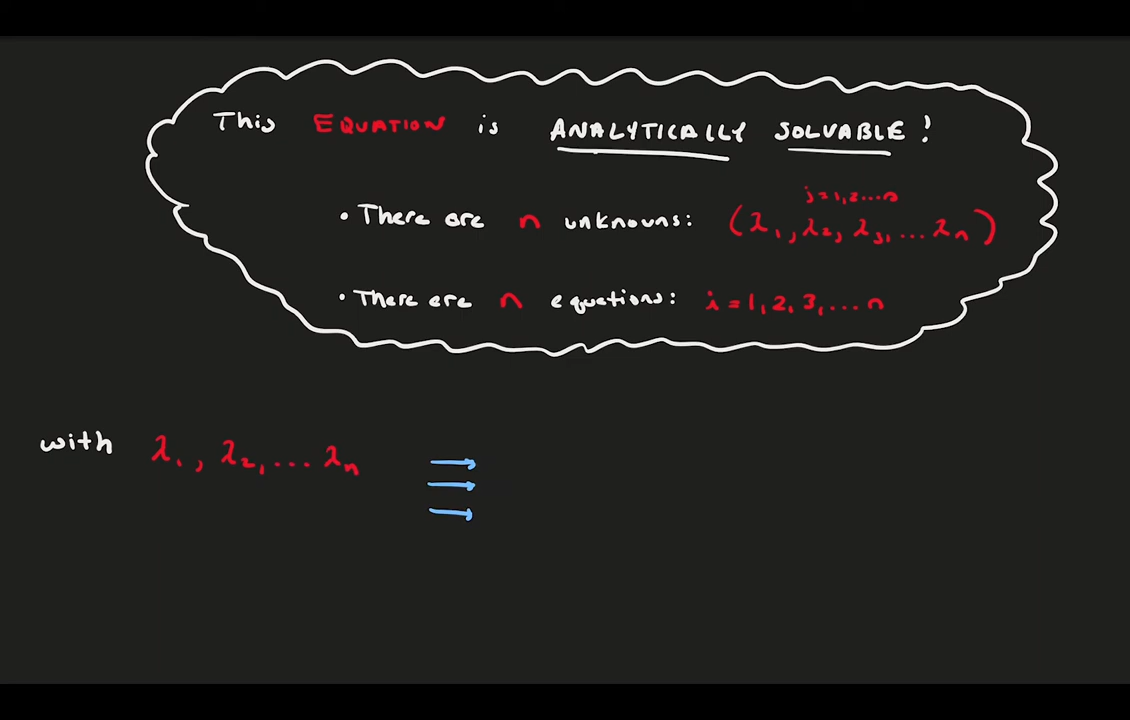 This EQUATION is ANALYTICALLY SOLVABLE!
j=1,2...n
• There are n unknowns: (λ₁, λ₂, λ₃, ... λₙ)
• There are n equations: i = 1, 2, 3, ... n
with λ₁, λ₂, ... λₙ